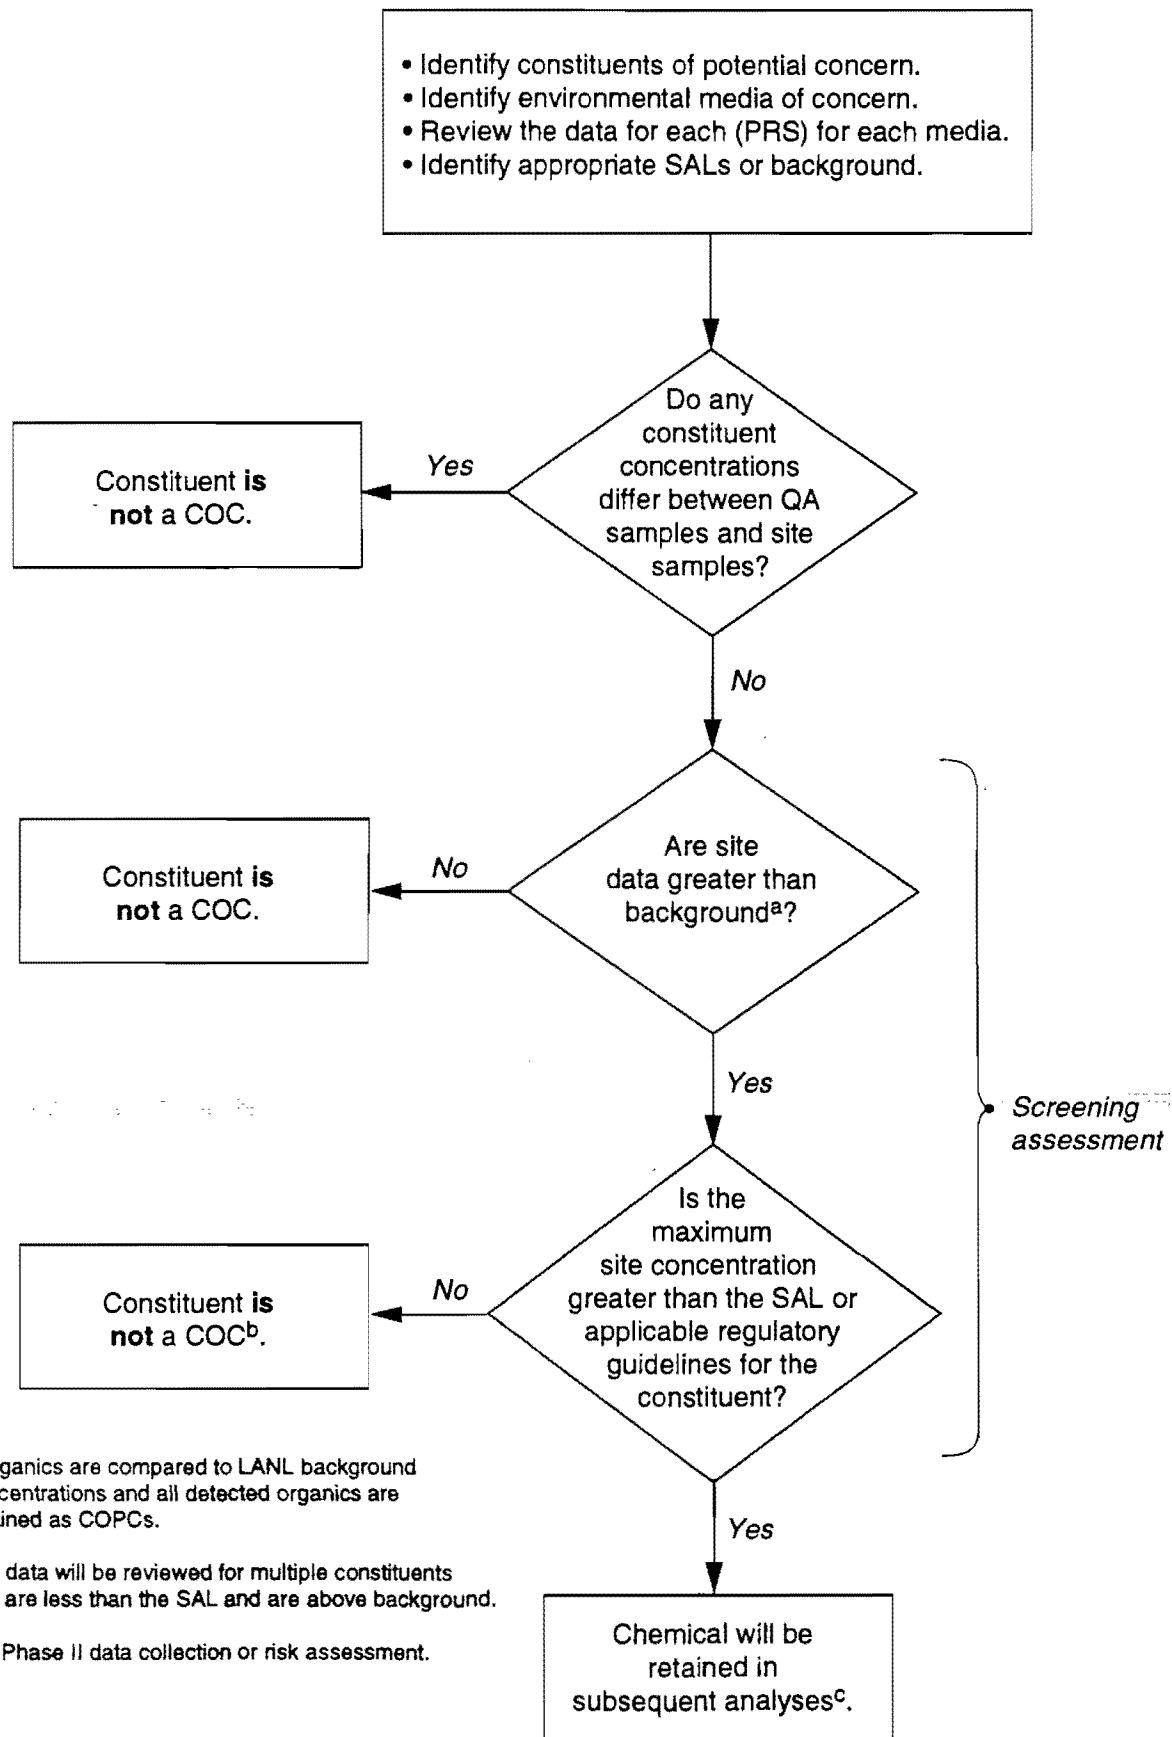 • Identify constituents of potential concern.
• Identify environmental media of concern.
• Review the data for each (PRS) for each media.
• Identify appropriate SALs or background.
Do any
constituent
concentrations
differ between QA
samples and site
samples?
Yes
Constituent is
not a COC.
No
Are site
data greater than
backgroundª?
No
Constituent is
not a COC.
Yes
Screening
assessment
Is the
maximum
site concentration
greater than the SAL or
applicable regulatory
guidelines for the
constituent?
No
Constituent is
not a COCᵇ.
Yes
Chemical will be
retained in
subsequent analysesᶜ.
ganics are compared to LANL background
centrations and all detected organics are
ined as COPCs.
data will be reviewed for multiple constituents
are less than the SAL and are above background.
Phase II data collection or risk assessment.